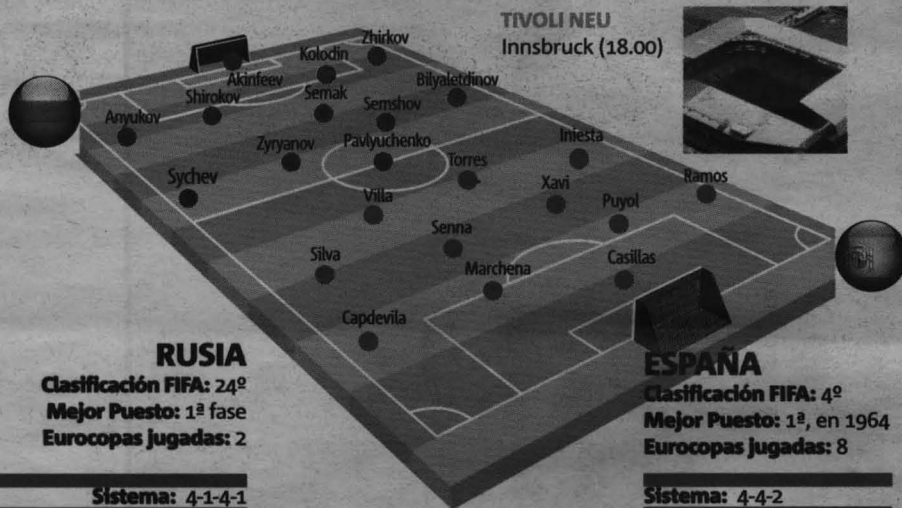 TIVOLI NEU
Innsbruck (18.00)
Zhirkov
Kolodin
Akinfeev
Bilyaletdinov
Shirokov
Semak
Semshov
Anyukov
Zyryanov
Pavlyuchenko
Iniesta
Torres
Sychev
Xavi
Ramos
Villa
Puyol
Senna
Silva
Marchena
Casillas
Capdevila
RUSIA
Clasificación FIFA: 24º
Mejor Puesto: 1ª fase
Eurocopas jugadas: 2
Sistema: 4-1-4-1
ESPAÑA
Clasificación FIFA: 4º
Mejor Puesto: 1ª, en 1964
Eurocopas jugadas: 8
Sistema: 4-4-2